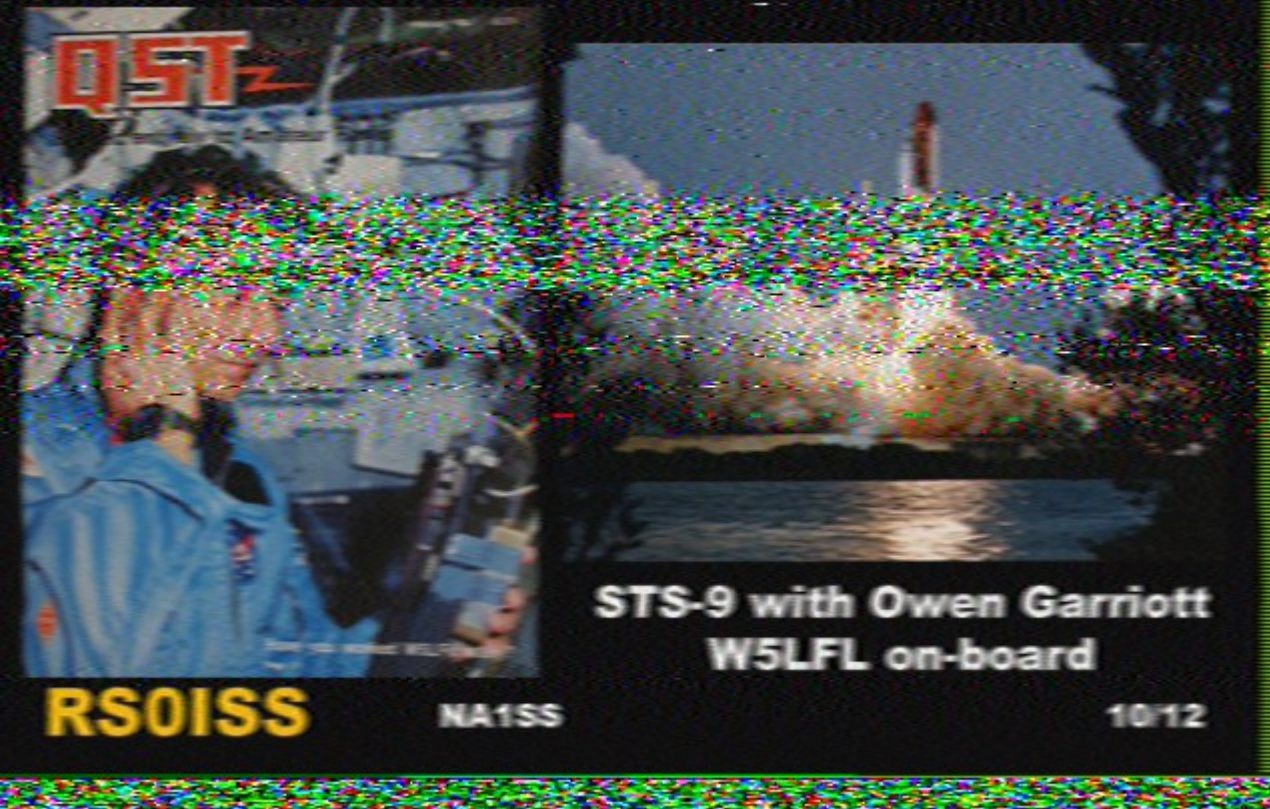 QST
STS-9 with Owen Garriott
W5LFL on-board
RS0ISS
NA1SS
10/12